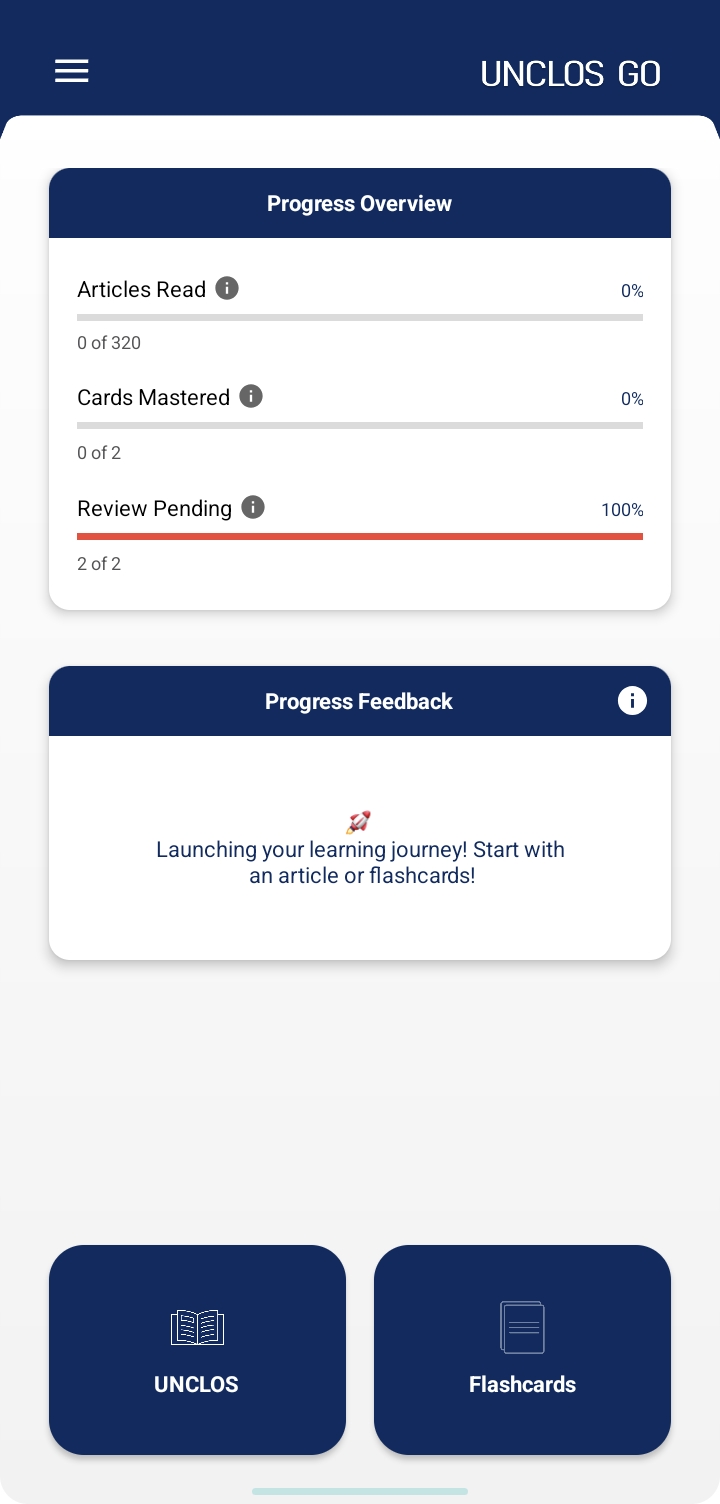 UNCLOS GO
Progress Overview
Articles Read
0%
0 of 320
Cards Mastered
0%
0 of 2
Review Pending
100%
2 of 2
Progress Feedback
🚀
Launching your learning journey! Start with
an article or flashcards!
UNCLOS
Flashcards